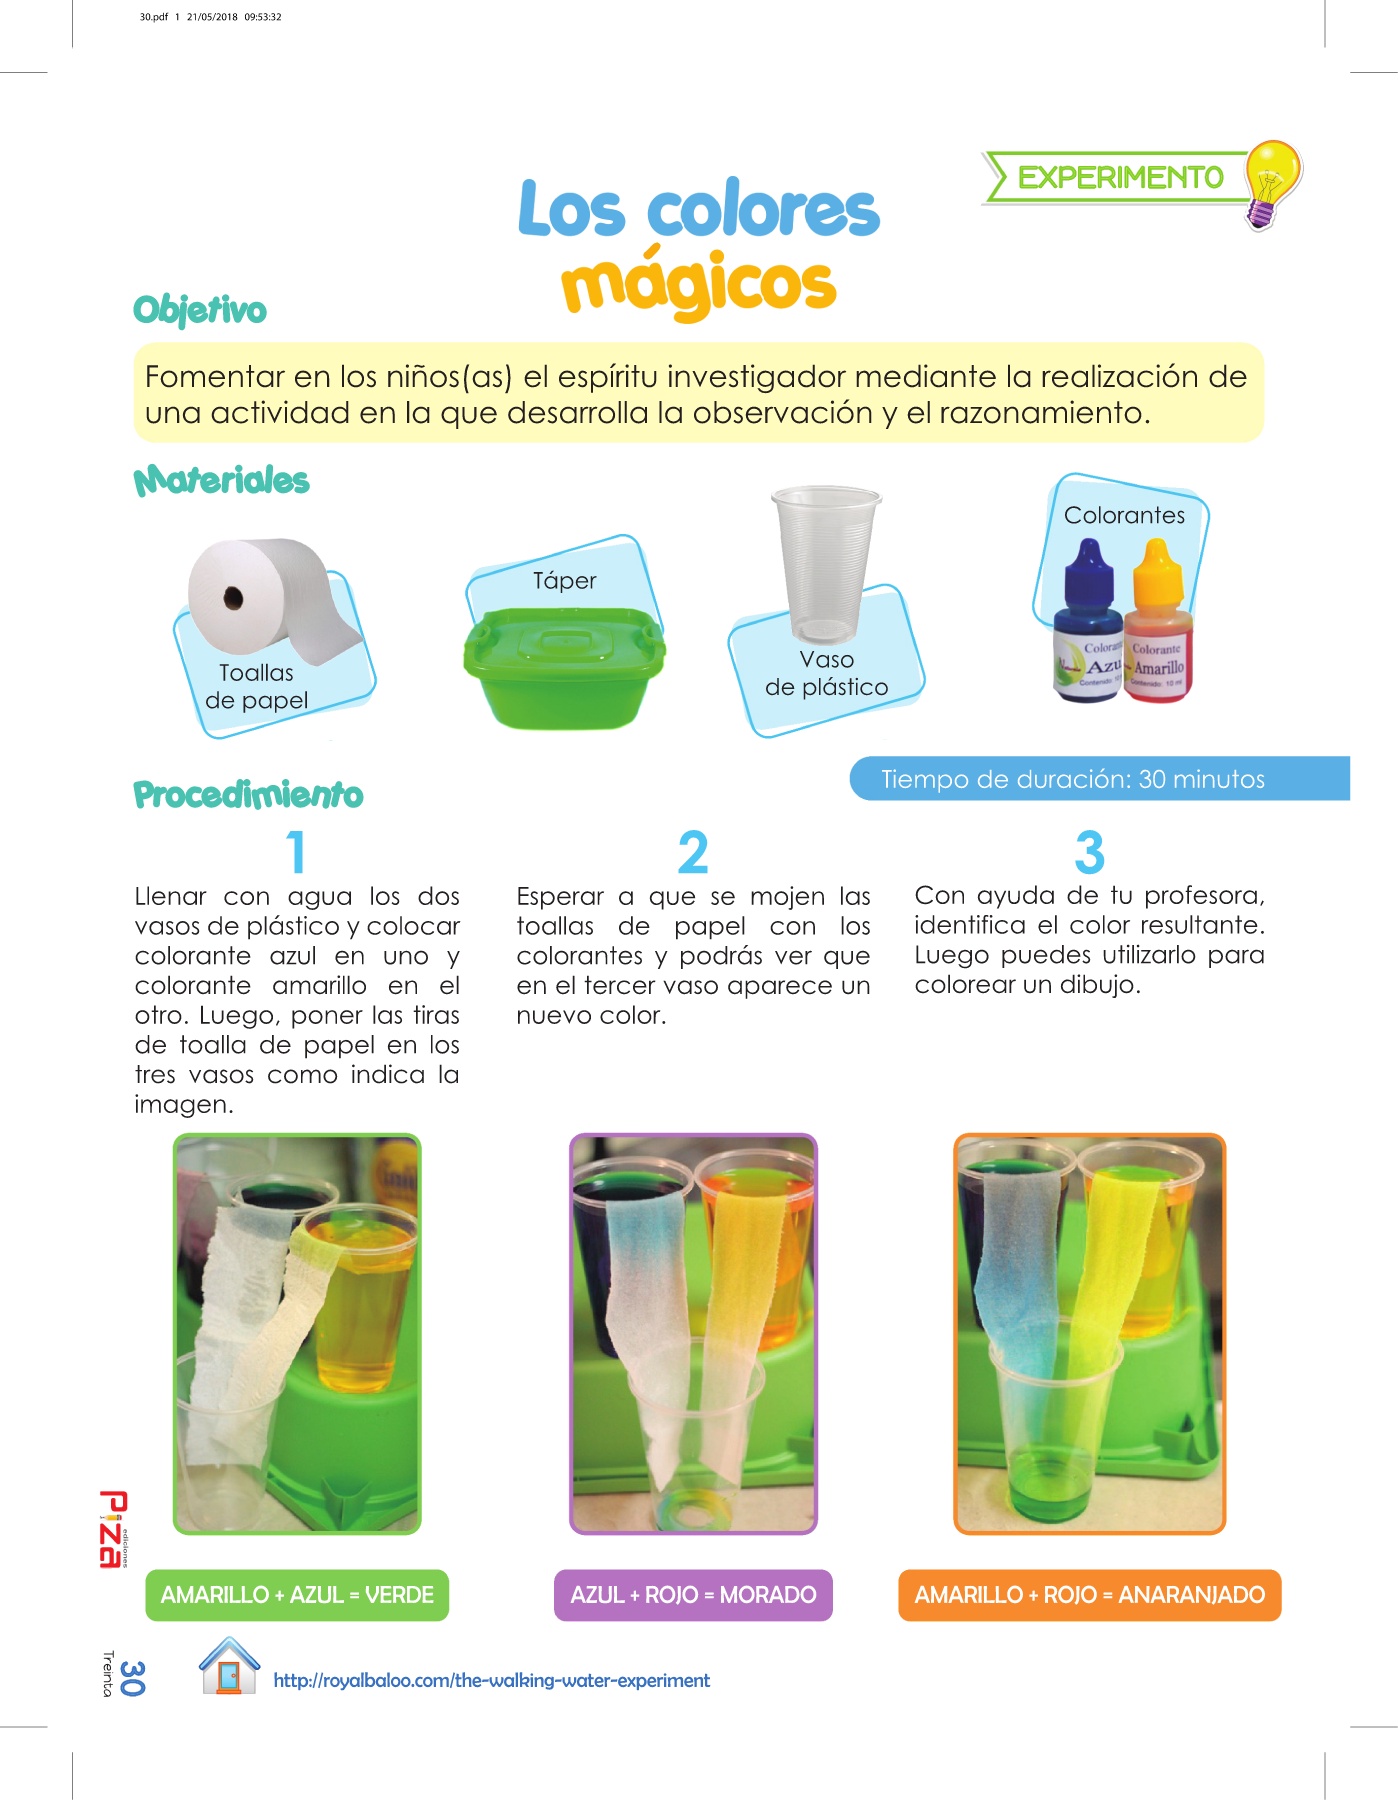 30.pdf 1 21/05/2018 09:53:32
EXPERIMENTO
Los colores
mágicos
Objetivo
Fomentar en los niños(as) el espíritu investigador mediante la realización de
una actividad en la que desarrolla la observación y el razonamiento.
Materiales
Toallas
de papel
Táper
Vaso
de plástico
Colorantes
Colorante
Amarillo
Contenido: 10 ml
Tiempo de duración: 30 minutos
Procedimiento
1
Llenar con agua los dos
vasos de plástico y colocar
colorante azul en uno y
colorante amarillo en el
otro. Luego, poner las tiras
de toalla de papel en los
tres vasos como indica la
imagen.
2
Esperar a que se mojen las
toallas de papel con los
colorantes y podrás ver que
en el tercer vaso aparece un
nuevo color.
3
Con ayuda de tu profesora,
identifica el color resultante.
Luego puedes utilizarlo para
colorear un dibujo.
AMARILLO + AZUL = VERDE
AZUL + ROJO = MORADO
AMARILLO + ROJO = ANARANJADO
Piza
ediciones
30
Treinta
http://royalbaloo.com/the-walking-water-experiment